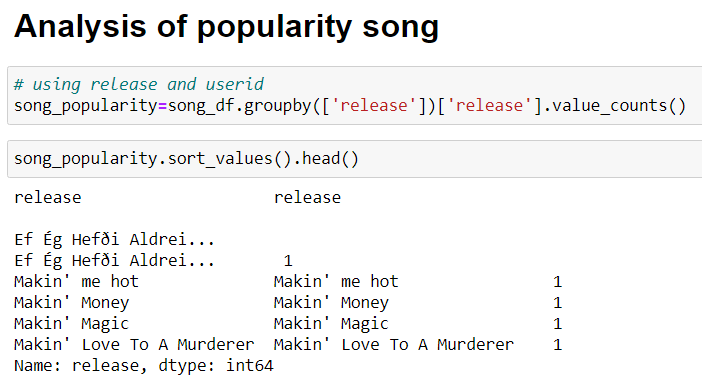 Analysis of popularity song
# using release and userid
song_popularity=song_df.groupby(['release'])['release'].value_counts()
song_popularity.sort_values().head()
release release
Ef Ég Hefði Aldrei...
Ef Ég Hefði Aldrei... 1
Makin' me hot Makin' me hot 1
Makin' Money Makin' Money 1
Makin' Magic Makin' Magic 1
Makin' Love To A Murderer Makin' Love To A Murderer 1
Name: release, dtype: int64